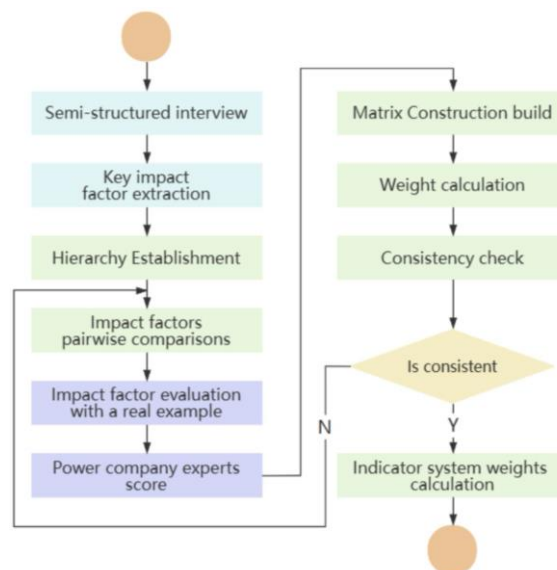 Semi-structured interview
Key impact
factor extraction
Hierarchy Establishment
Impact factors
pairwise comparisons
Impact factor evaluation
with a real example
Power company experts
score
Matrix Construction build
Weight calculation
Consistency check
Is consistent
N
Y
Indicator system weights
calculation